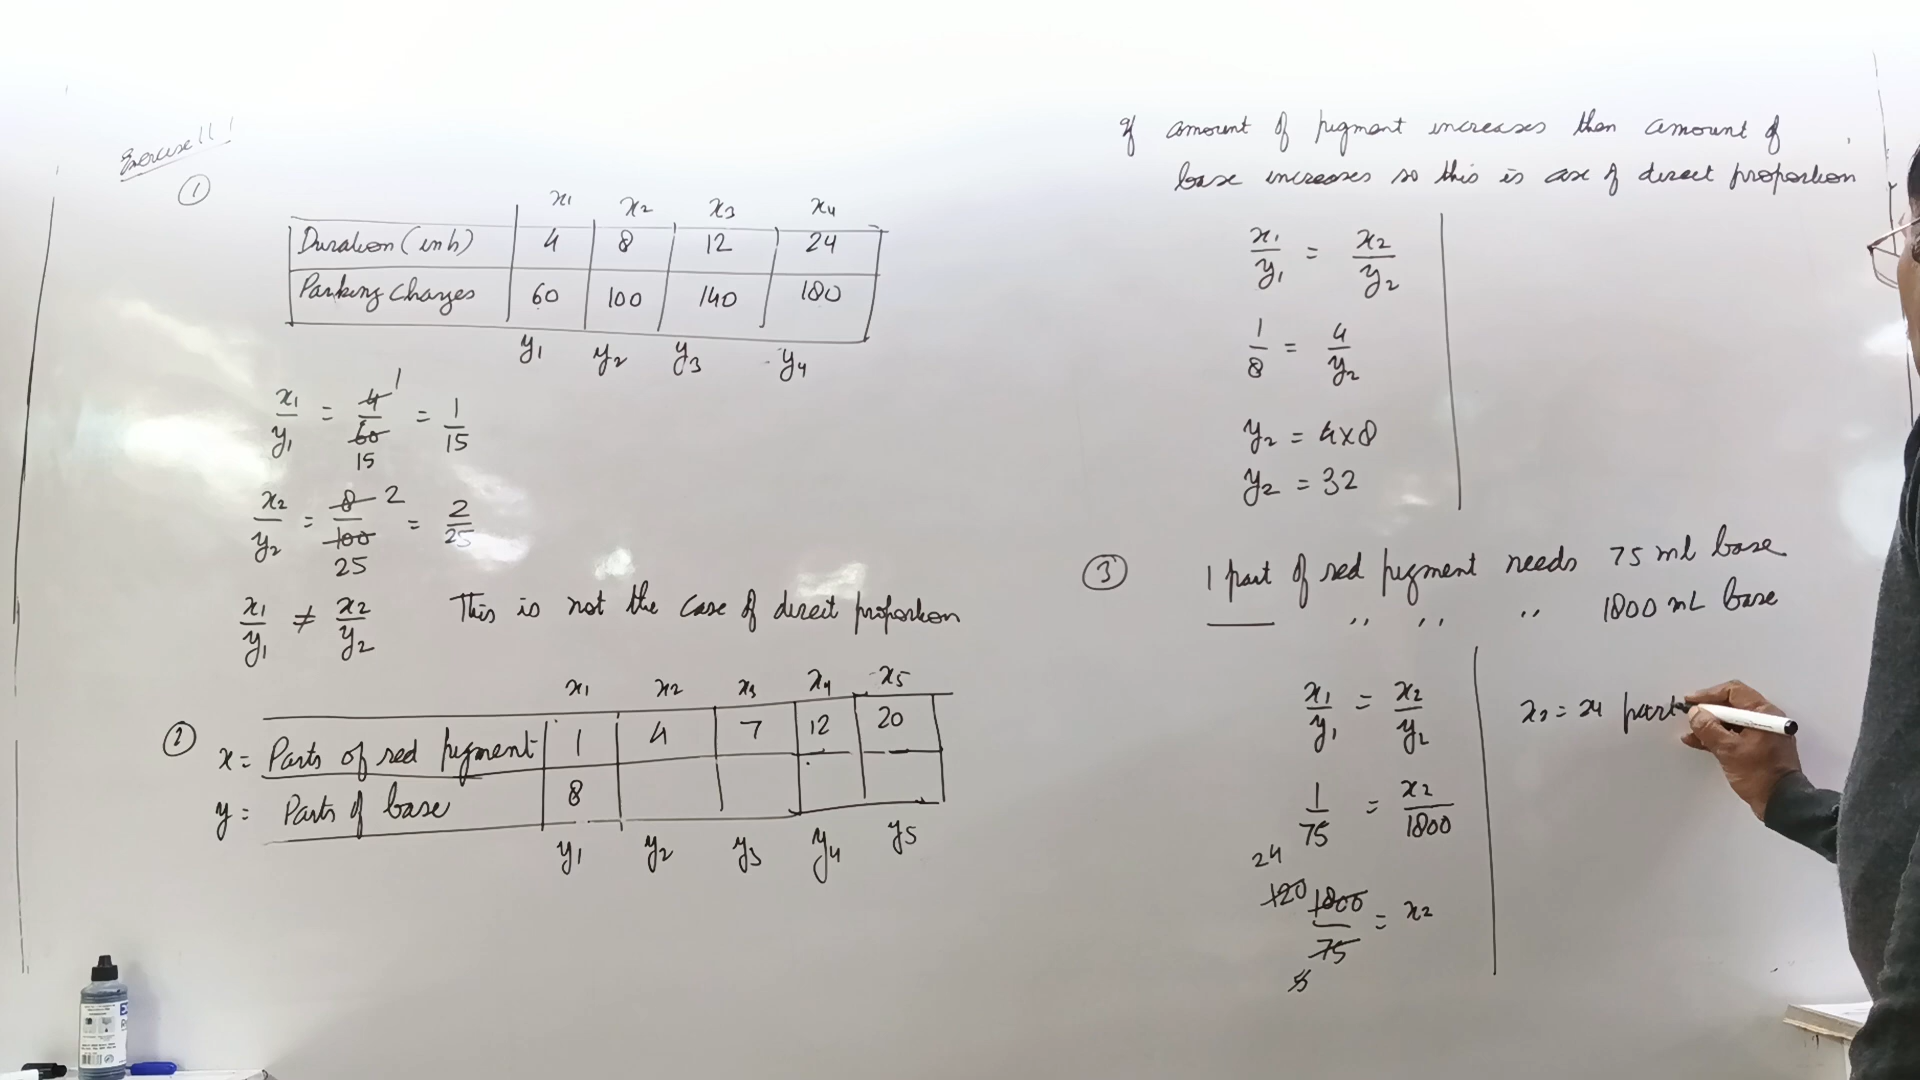 Exercise 11.1
①
x1 x2 x3 x4
Duration (in h) 4 8 12 24
Parking Charges 60 100 140 180
y1 y2 y3 y4
x1/y1 = 4/60 1 15 = 1/15
x2/y2 = 8/100 2 25 = 2/25
x1/y1 ≠ x2/y2 This is not the case of direct proportion
x1 x2 x3 x4 x5
② x = Parts of red pigment 1 4 7 12 20
y = Parts of base 8
y1 y2 y3 y4 y5
If amount of pigment increases then amount of
base increases so this is case of direct proportion
x1/y1 = x2/y2
1/8 = 4/y2
y2 = 4x8
y2 = 32
③ 1 part of red pigment needs 75 ml base
___ ,, ,, ,, 1800 mL base
x1/y1 = x2/y2
1/75 = x2/1800
24
120 1800/75 = x2
5
x2 = 24 part